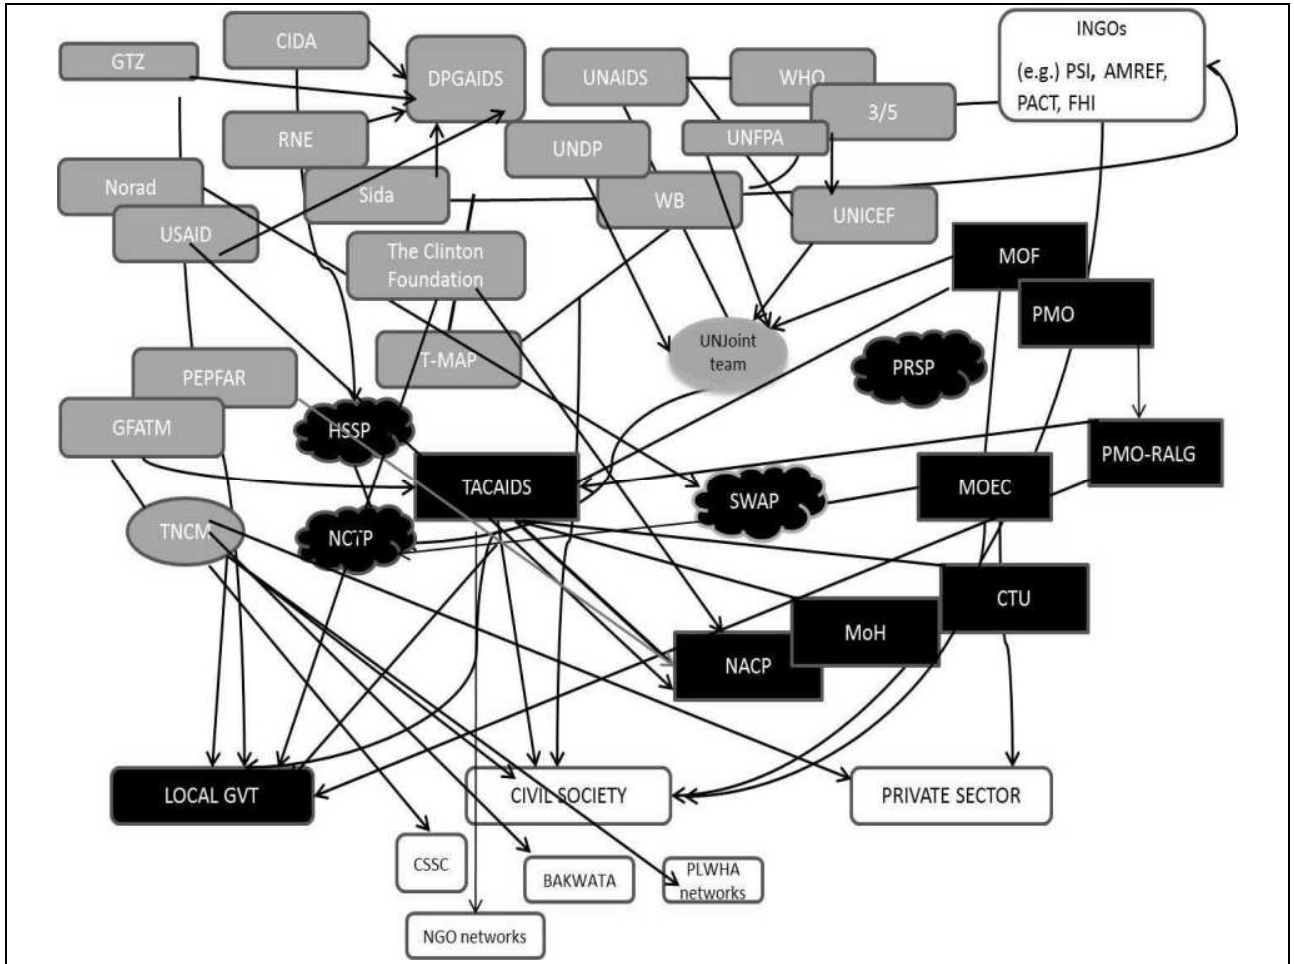 CIDA
INGOs
(e.g.) PSI, AMREF,
PACT, FHI
GTZ
DPGAIDS
UNAIDS
WHO
3/5
RNE
UNDP
UNFPA
Norad
Sida
WB
UNICEF
USAID
The Clinton
Foundation
MOF
PMO
UNJoint
team
T-MAP
PRSP
PEPFAR
GFATM
HSSP
PMO-RALG
TACAIDS
SWAP
MOEC
TNCM
NCTP
CTU
MoH
NACP
LOCAL GVT
CIVIL SOCIETY
PRIVATE SECTOR
CSSC
BAKWATA
PLWHA
networks
NGO networks